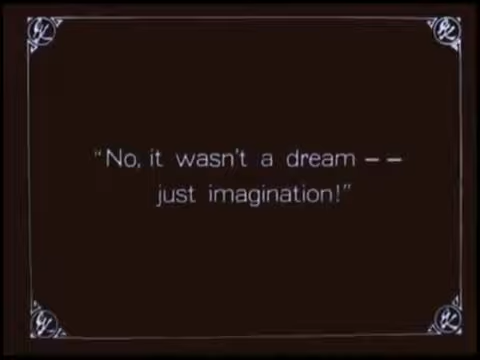 "No, it wasn't a dream – –
just imagination!"